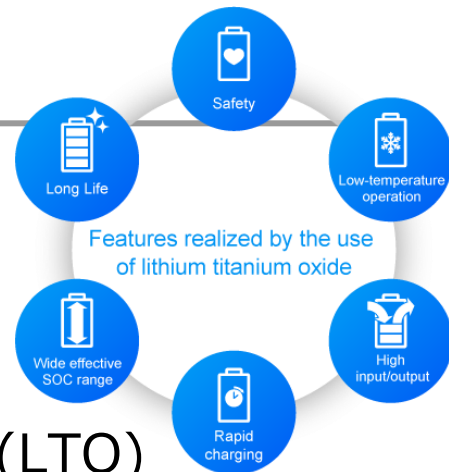 Safety
Long Life
Low-temperature
operation
Features realized by the use
of lithium titanium oxide
Wide effective
SOC range
High
input/output
Rapid
charging
(LTO)